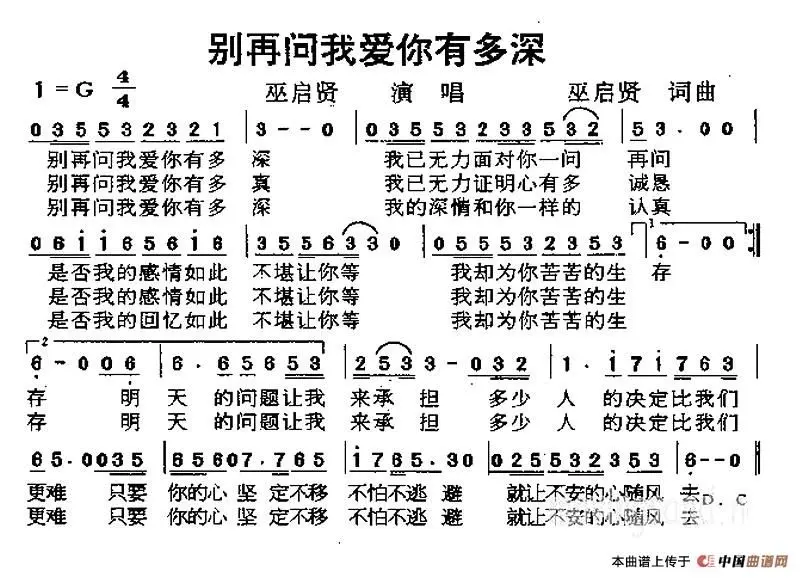 别再问我爱你有多深
1=G 4/4 巫启贤 演 唱 巫启贤 词曲
0 3 5 5 3 2 3 2 1 | 3 - - 0 | 0 3 5 5 3 2 3 3 5 3 2 | 5 3 . 0 0 |
别再问我爱你有多 深 我已无力面对你一问 再问
别再问我爱你有多 真 我已无力证明心有多 诚恳
别再问我爱你有多 深 我的深情和你一样的 认真
0 6 1 1 6 5 6 1 6 | 3 5 5 6 3 3 3 0 | 0 5 5 5 3 2 3 5 3 | 1 6 - 0 0 :|
是否我的感情如此 不堪让你等 我却为你苦苦的生 存
是否我的感情如此 不堪让你等 我却为你苦苦的生
是否我的回忆如此 不堪让你等 我却为你苦苦的生
2
6 - 0 0 6 | 6 . 6 5 6 5 5 3 | 2 5 3 3 - 0 3 2 | 1 . 1 7 1 7 6 3 |
存 明 天 的问题让我 来承 担 多少 人 的决定比我们
存 明 天 的问题让我 来承 担 多少 人 的决定比我们
6 5 . 0 0 3 5 | 6 5 6 0 7 . 7 6 5 | 1 7 6 5 . 3 0 | 0 2 5 5 3 2 3 5 3 | 6 - - 0 |
更难 只要 你的心 坚 定不移 不怕不逃 避 就让不安的心随风 去 D.C
更难 只要 你的心 坚 定不移 不怕不逃 避 就让不安的心随风 去
本曲谱上传于 中国曲谱网